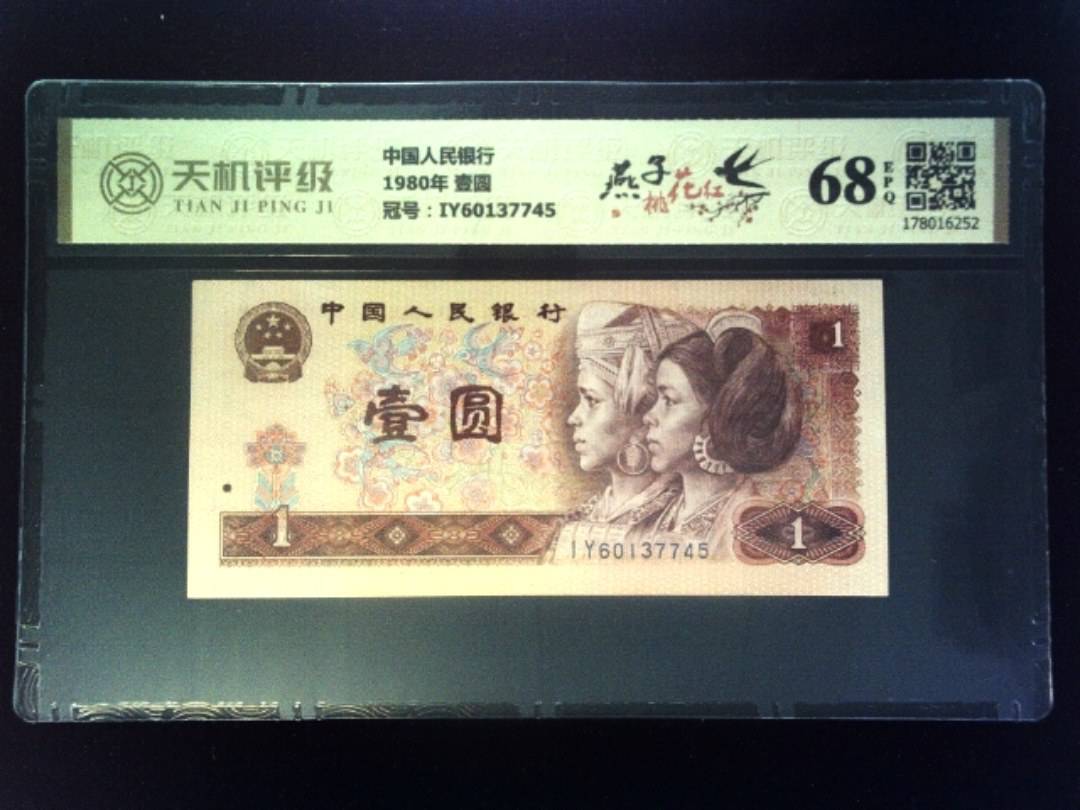 天机评级
TIAN JI PING JI
中国人民银行
1980年 壹圆
冠号：IY60137745
燕子
桃花红
68
EPQ
178016252
中国人民银行
1
壹圆
1
IY60137745
1